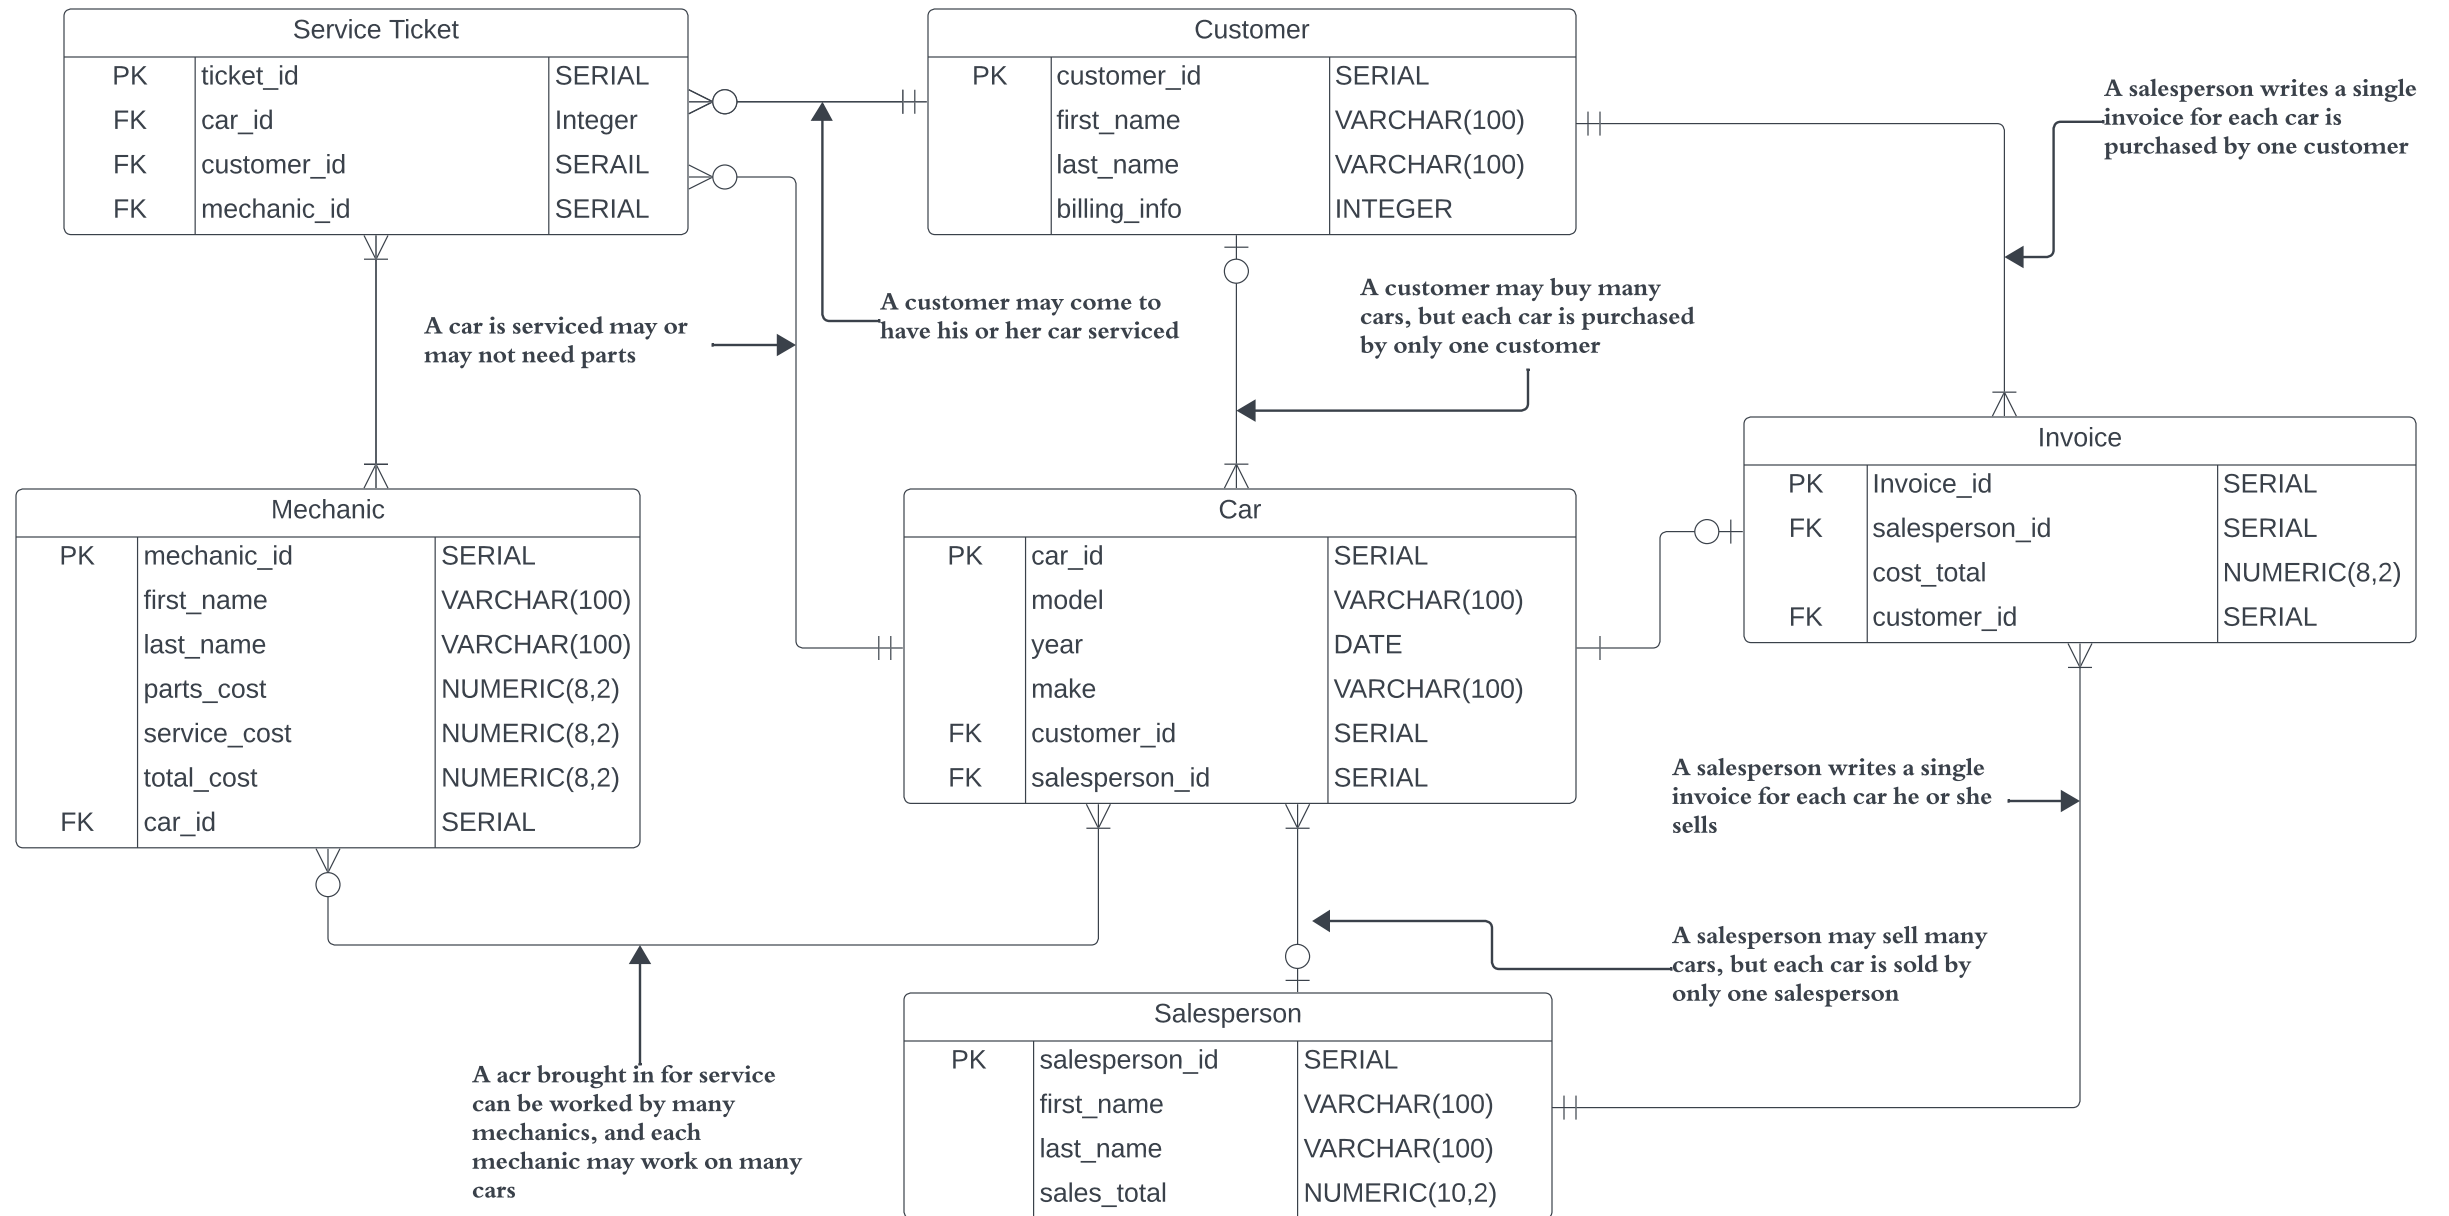 Service Ticket
PK ticket_id SERIAL
FK car_id Integer
FK customer_id SERAIL
FK mechanic_id SERIAL
Customer
PK customer_id SERIAL
first_name VARCHAR(100)
last_name VARCHAR(100)
billing_info INTEGER
A salesperson writes a single
invoice for each car is
purchased by one customer
A car is serviced may or
may not need parts
A customer may come to
have his or her car serviced
A customer may buy many
cars, but each car is purchased
by only one customer
Mechanic
PK mechanic_id SERIAL
first_name VARCHAR(100)
last_name VARCHAR(100)
parts_cost NUMERIC(8,2)
service_cost NUMERIC(8,2)
total_cost NUMERIC(8,2)
FK car_id SERIAL
Car
PK car_id SERIAL
model VARCHAR(100)
year DATE
make VARCHAR(100)
FK customer_id SERIAL
FK salesperson_id SERIAL
Invoice
PK Invoice_id SERIAL
FK salesperson_id SERIAL
cost_total NUMERIC(8,2)
FK customer_id SERIAL
A salesperson writes a single
invoice for each car he or she
sells
A salesperson may sell many
cars, but each car is sold by
only one salesperson
A acr brought in for service
can be worked by many
mechanics, and each
mechanic may work on many
cars
Salesperson
PK salesperson_id SERIAL
first_name VARCHAR(100)
last_name VARCHAR(100)
sales_total NUMERIC(10,2)